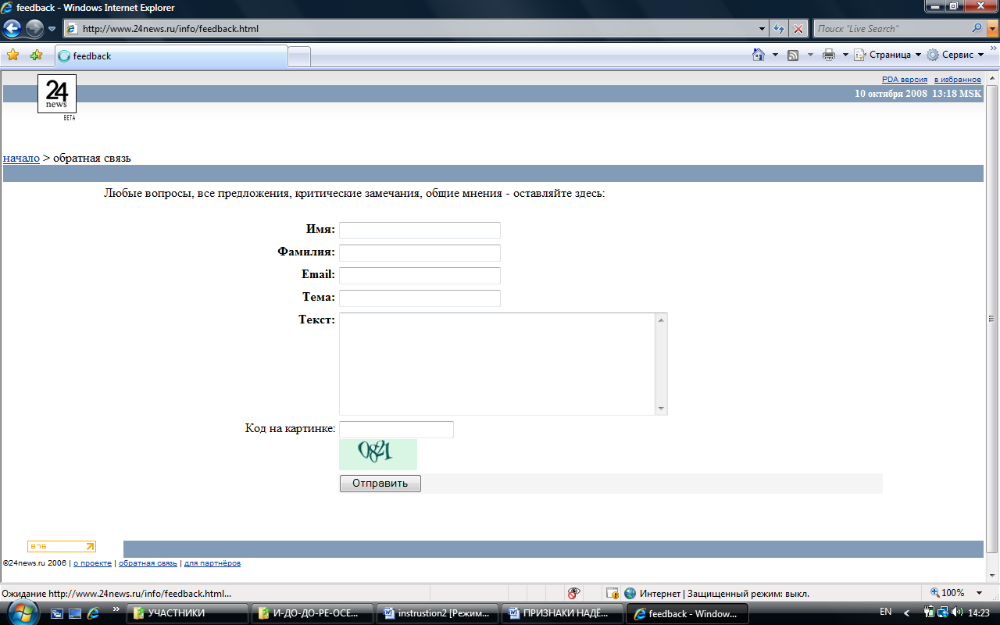 feedback - Windows Internet Explorer
http://www.24news.ru/info/feedback.html
Поиск "Live Search"
feedback
Страница
Сервис
PDA версия в избранное
24
news
BETA
10 октября 2008 13:18 MSK
начало > обратная связь
Любые вопросы, все предложения, критические замечания, общие мнения - оставляйте здесь:
Имя:
Фамилия:
Email:
Тема:
Текст:
Код на картинке:
0821
Отправить
ВТБ
©24news.ru 2006 | о проекте | обратная связь | для партнёров
Ожидание http://www.24news.ru/info/feedback.html...
Интернет | Защищенный режим: выкл.
100%
УЧАСТНИКИ
И-ДО-ДО-РЕ-ОСЕ...
instrustion2 [Режим...
ПРИЗНАКИ НАДЁ...
feedback - Window...
EN
14:23